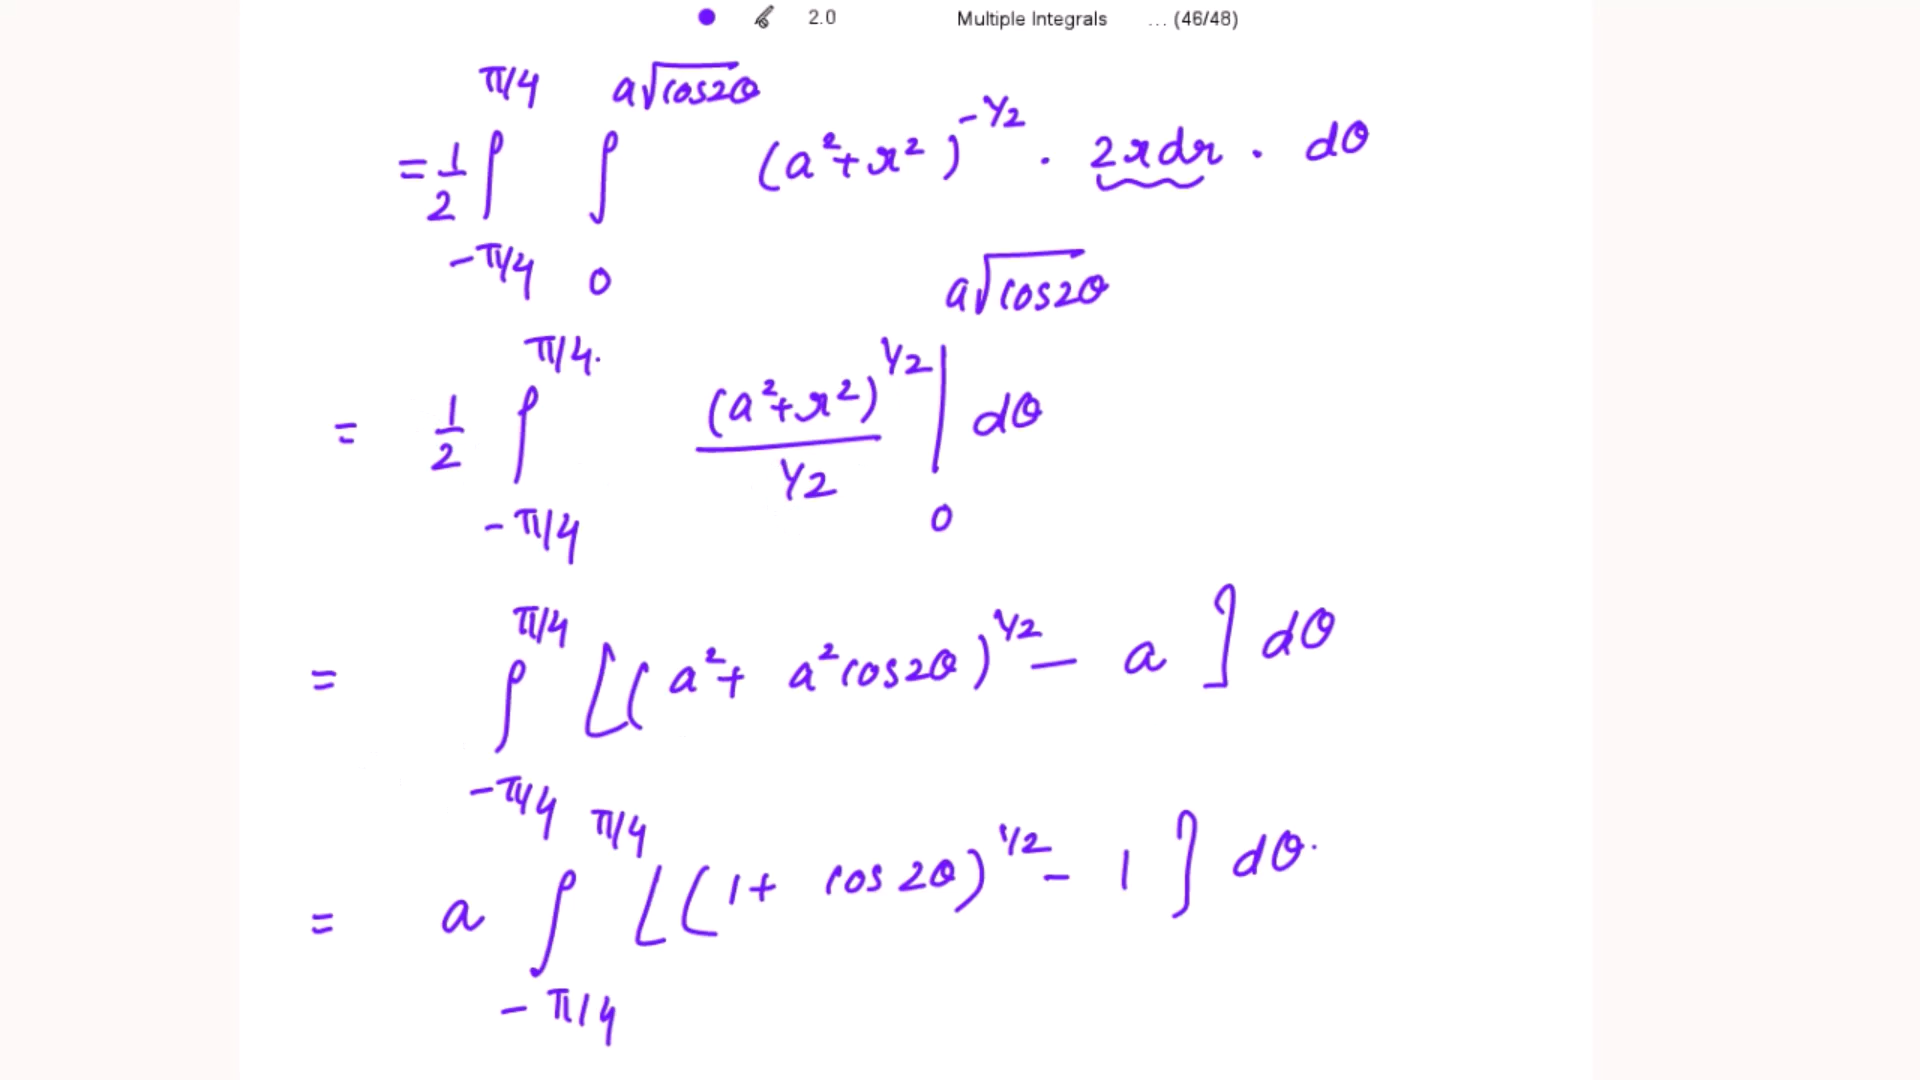 2.0 Multiple Integrals ... (46/48)
= 1/2 ∫_{-π/4}^{π/4} ∫_0^{a√cos2θ} (a²+r²)^{-1/2} . 2rdr . dθ
= 1/2 ∫_{-π/4}^{π/4.} (a²+r²)^{1/2} / 1/2 |_0^{a√cos2θ} dθ
= ∫_{-π/4}^{π/4} [(a²+ a²cos2θ)^{1/2} - a] dθ
= a ∫_{-π/4}^{π/4} [(1+ cos 2θ)^{1/2} - 1] dθ.